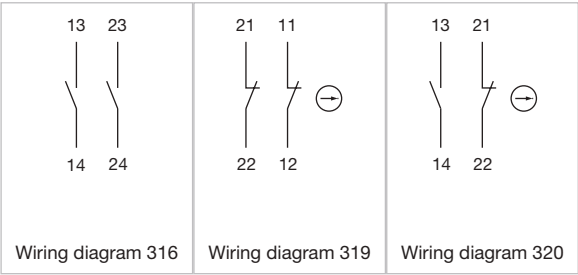 13 23
14 24
Wiring diagram 316
21 11
22 12
Wiring diagram 319
13 21
14 22
Wiring diagram 320